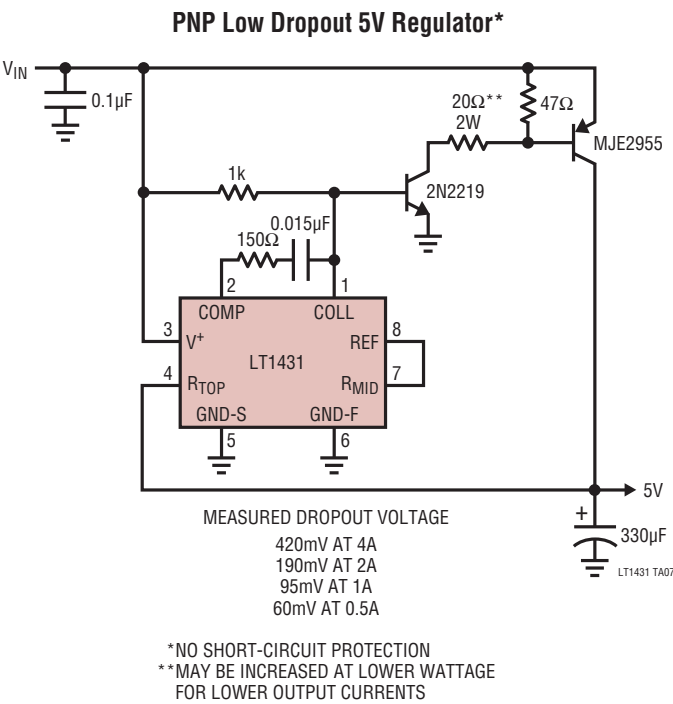 PNP Low Dropout 5V Regulator*
VIN
0.1µF
20Ω**
2W
47Ω
MJE2955
1k
2N2219
0.015µF
150Ω
2
1
COMP
COLL
3
V+
REF
8
LT1431
4
RTOP
RMID
7
GND-S
GND-F
5
6
5V
+
330µF
LT1431 TA07
MEASURED DROPOUT VOLTAGE
420mV AT 4A
190mV AT 2A
95mV AT 1A
60mV AT 0.5A
*NO SHORT-CIRCUIT PROTECTION
**MAY BE INCREASED AT LOWER WATTAGE
FOR LOWER OUTPUT CURRENTS